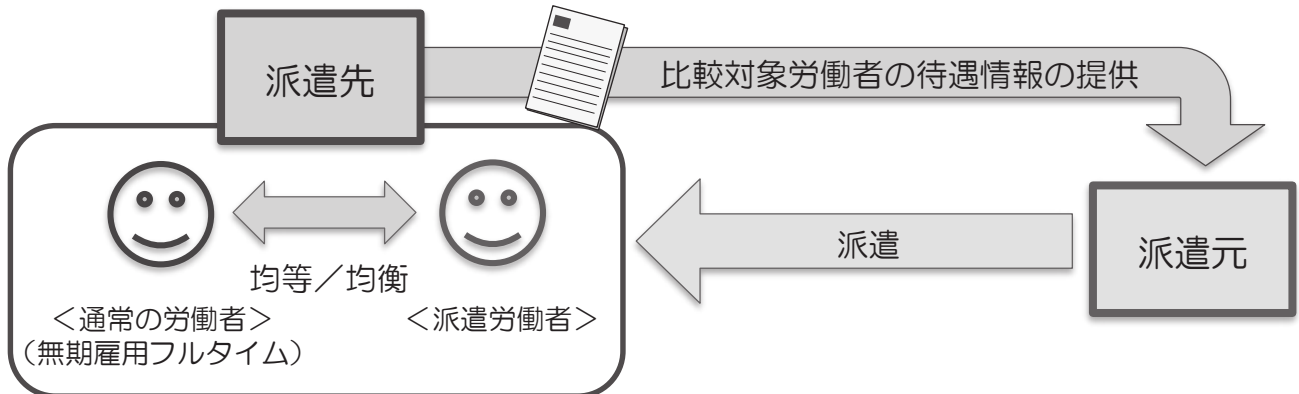 派遣先
比較対象労働者の待遇情報の提供
派遣
派遣元
均等／均衡
＜通常の労働者＞
（無期雇用フルタイム）
＜派遣労働者＞